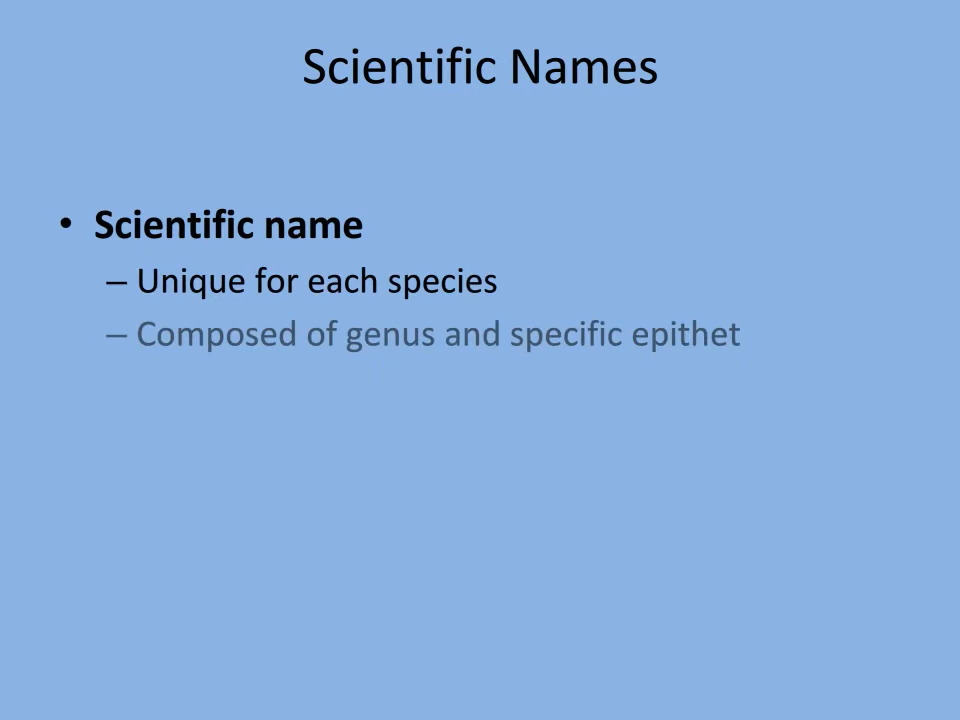 Scientific Names
• Scientific name
– Unique for each species
– Composed of genus and specific epithet